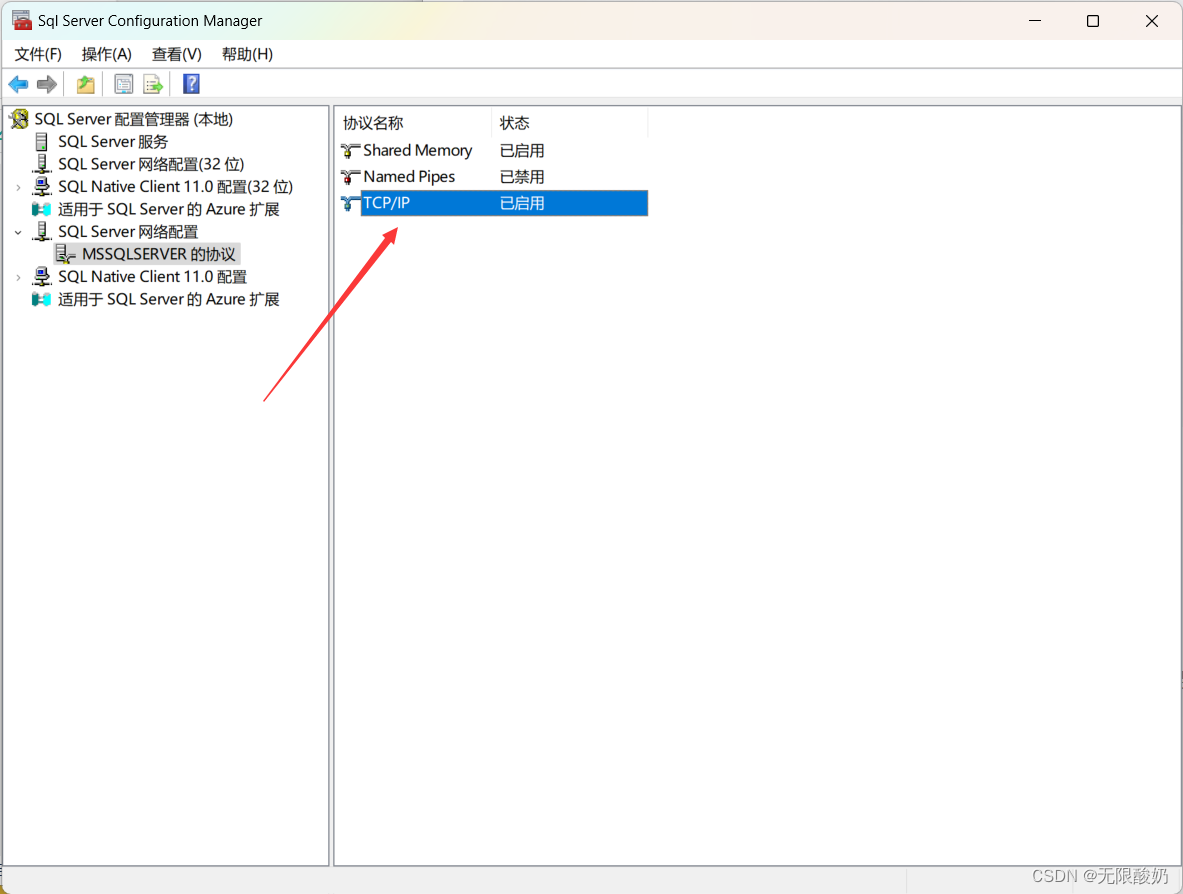 Sql Server Configuration Manager
文件(F) 操作(A) 查看(V) 帮助(H)
SQL Server 配置管理器 (本地)
SQL Server 服务
SQL Server 网络配置(32 位)
SQL Native Client 11.0 配置(32 位)
适用于 SQL Server 的 Azure 扩展
SQL Server 网络配置
MSSQLSERVER 的协议
SQL Native Client 11.0 配置
适用于 SQL Server 的 Azure 扩展
协议名称 状态
Shared Memory 已启用
Named Pipes 已禁用
TCP/IP 已启用
CSDN @无限酸奶